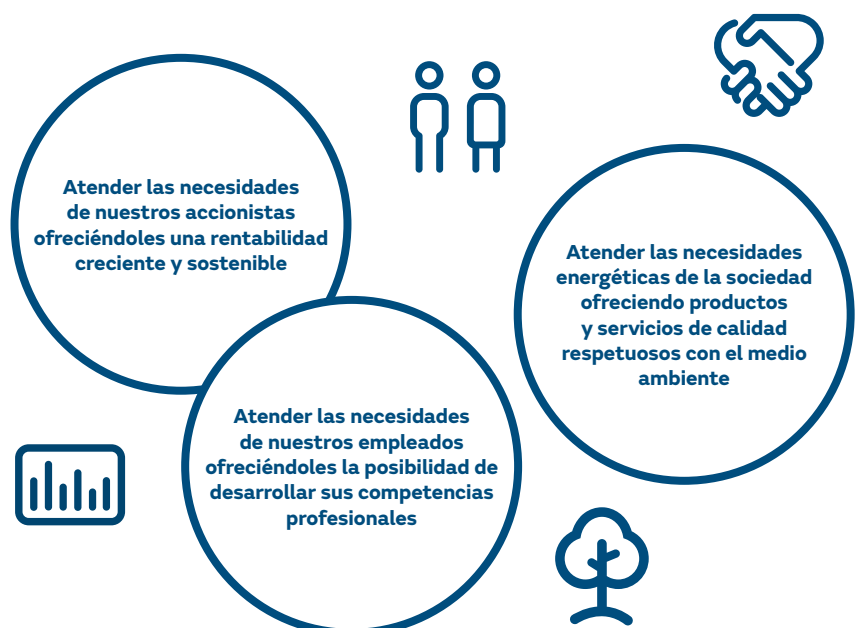 Atender las necesidades
de nuestros accionistas
ofreciéndoles una rentabilidad
creciente y sostenible
Atender las necesidades
energéticas de la sociedad
ofreciendo productos
y servicios de calidad
respetuosos con el medio
ambiente
Atender las necesidades
de nuestros empleados
ofreciéndoles la posibilidad de
desarrollar sus competencias
profesionales